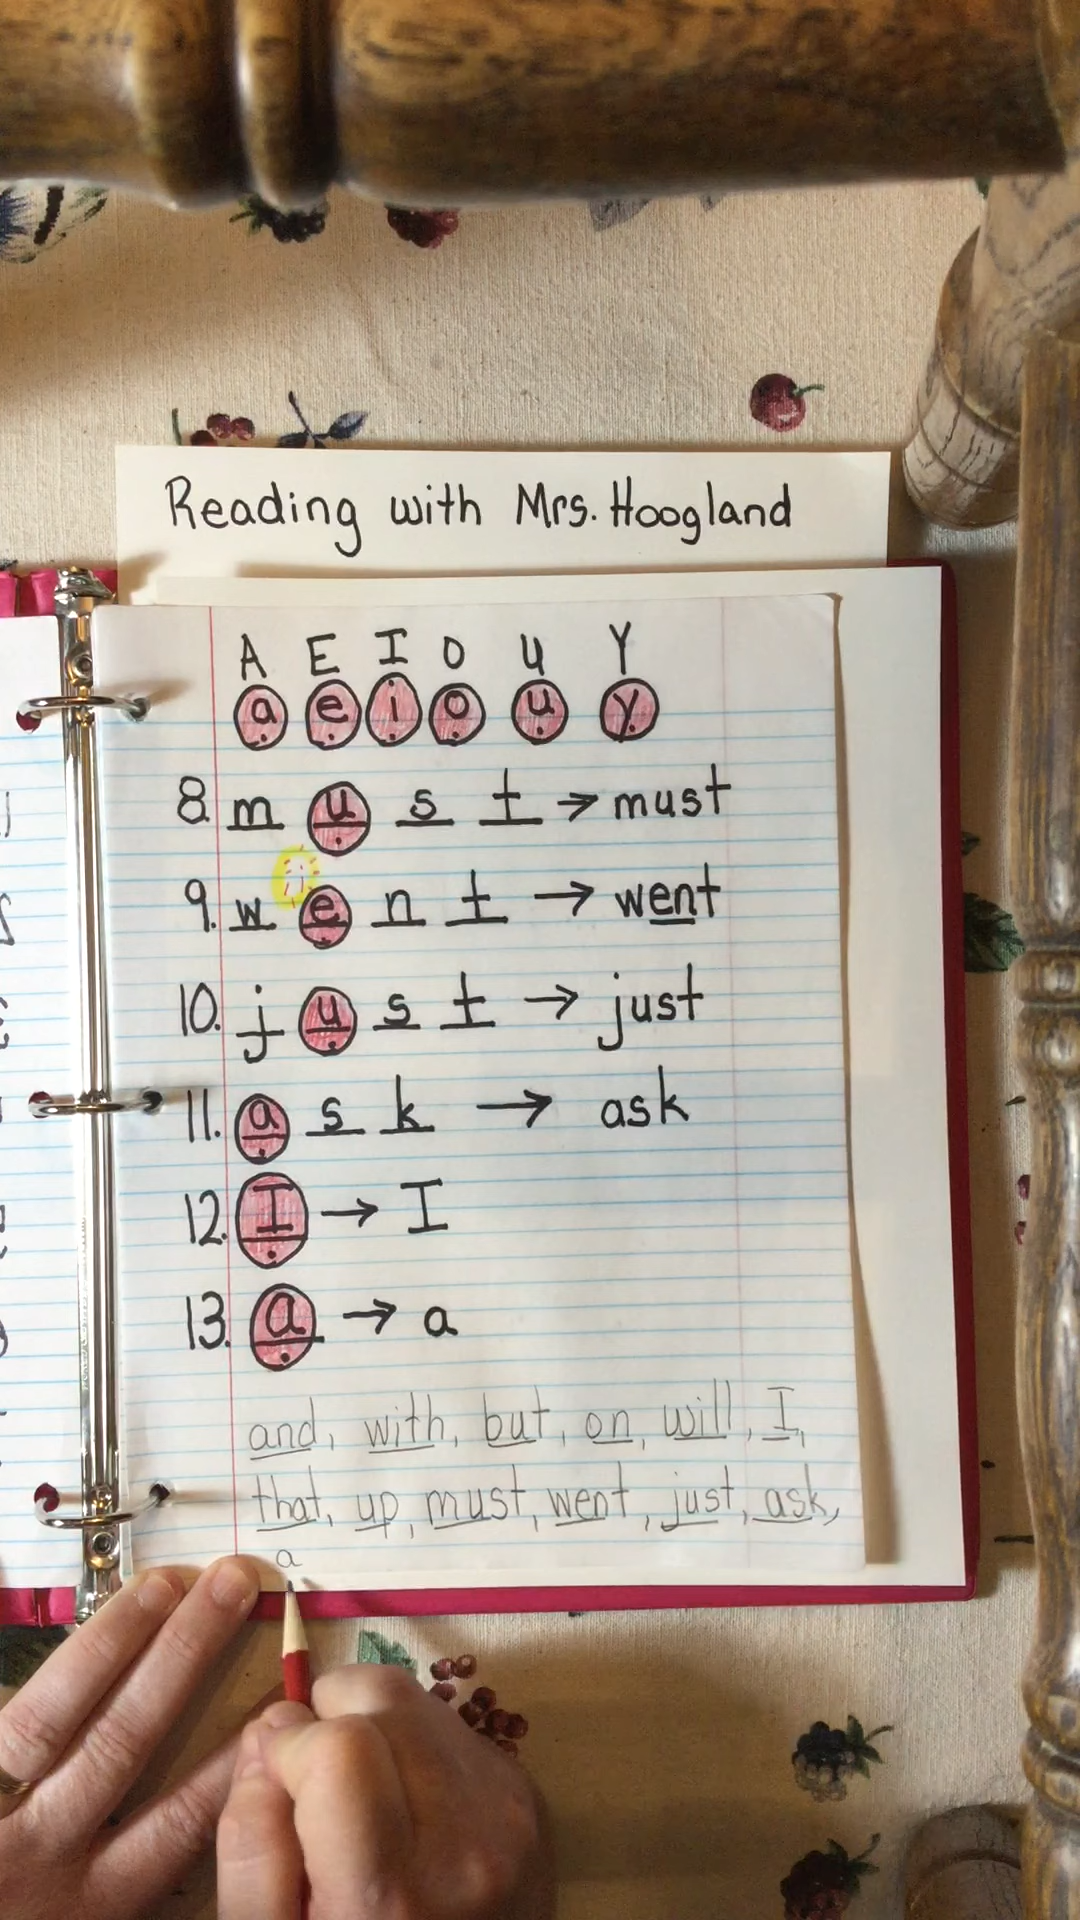 Reading with Mrs. Hoogland
A E I O U Y
a e i o u y
8. m u s t → must
i
9. w e n t → went
10. j u s t → just
11. a s k → ask
12. I → I
13. a → a
and, with, but, on, will, I,
that, up, must, went, just, ask,
a